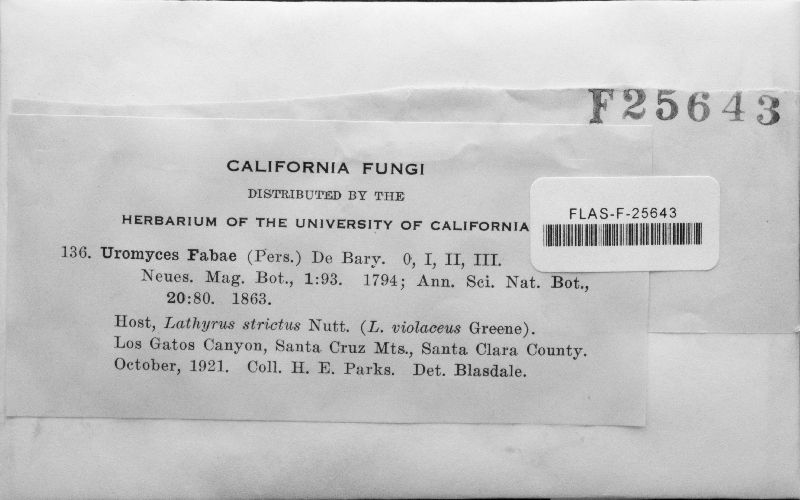 F25643
CALIFORNIA FUNGI
DISTRIBUTED BY THE
HERBARIUM OF THE UNIVERSITY OF CALIFORNIA
FLAS-F-25643
136. Uromyces Fabae (Pers.) De Bary. 0, I, II, III.
Neues. Mag. Bot., 1:93. 1794; Ann. Sci. Nat. Bot.,
20:80. 1863.
Host, Lathyrus strictus Nutt. (L. violaceus Greene).
Los Gatos Canyon, Santa Cruz Mts., Santa Clara County.
October, 1921. Coll. H. E. Parks. Det. Blasdale.